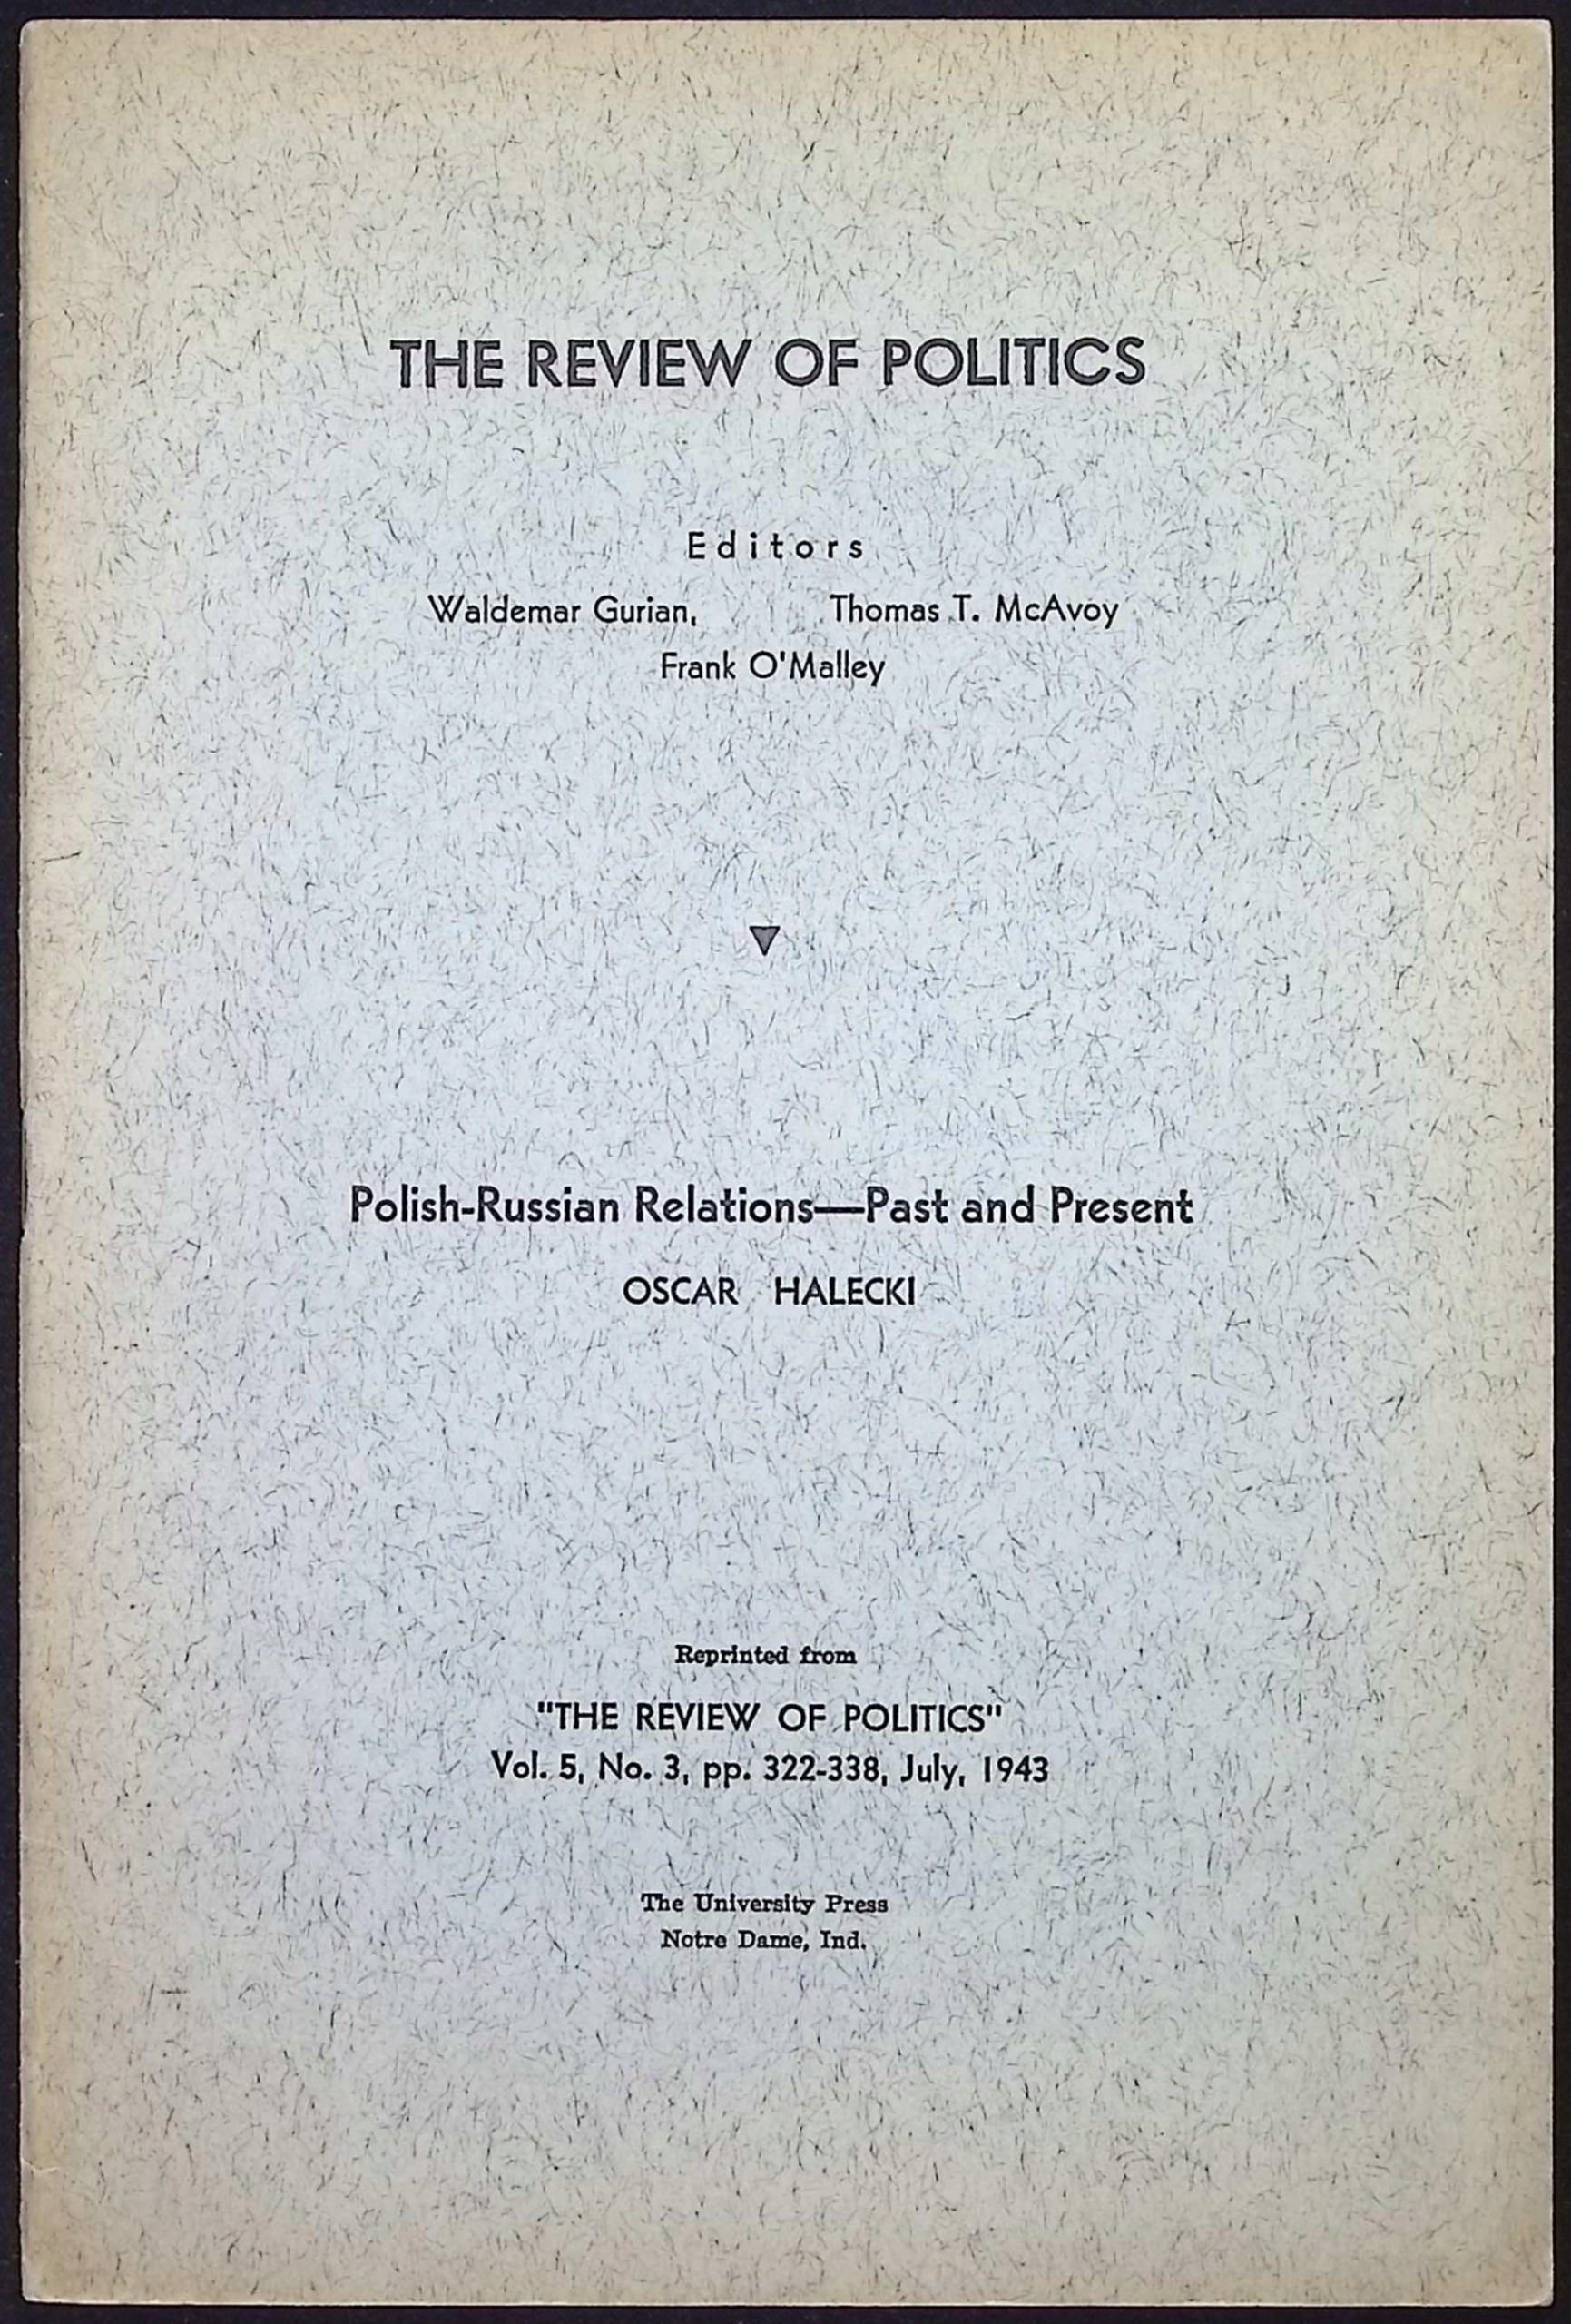 THE REVIEW OF POLITICS
Editors
Waldemar Gurian, Thomas T. McAvoy
Frank O'Malley
Polish-Russian Relations—Past and Present
OSCAR HALECKI
Reprinted from
"THE REVIEW OF POLITICS"
Vol. 5, No. 3, pp. 322-338, July, 1943
The University Press
Notre Dame, Ind.